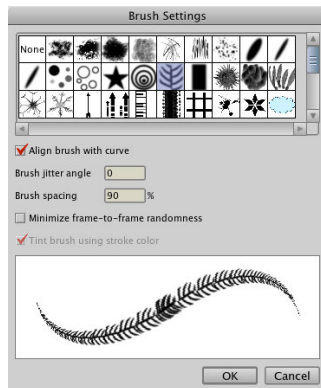 Brush Settings
None
Align brush with curve
Brush jitter angle 0
Brush spacing 90 %
Minimize frame-to-frame randomness
Tint brush using stroke color
OK Cancel